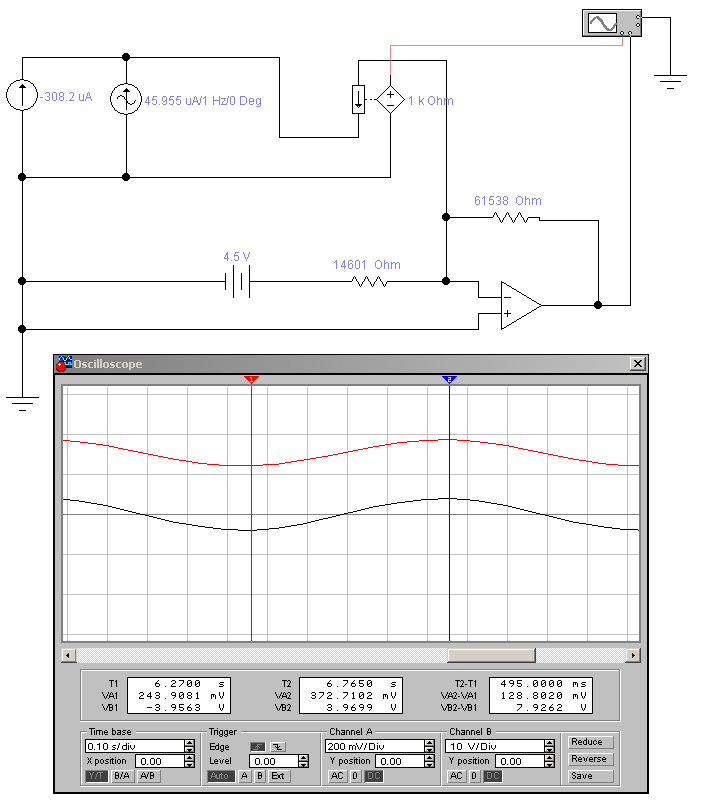 -308.2 uA
45.955 uA/1 Hz/0 Deg
1 k Ohm
61538 Ohm
4.5 V
14601 Ohm
Oscilloscope
1
2
T1 6.2700 s
VA1 243.9081 mV
VB1 -3.9563 V
T2 6.7650 s
VA2 372.7102 mV
VB2 3.9699 V
T2-T1 495.0000 ms
VA2-VA1 128.8020 mV
VB2-VB1 7.9262 V
Time base
0.10 s/div
X position 0.00
Y/T B/A A/B
Trigger
Edge
Level 0.00
Auto A B Ext
Channel A
200 mV/Div
Y position 0.00
AC 0 DC
Channel B
10 V/Div
Y position 0.00
AC 0 DC
Reduce
Reverse
Save